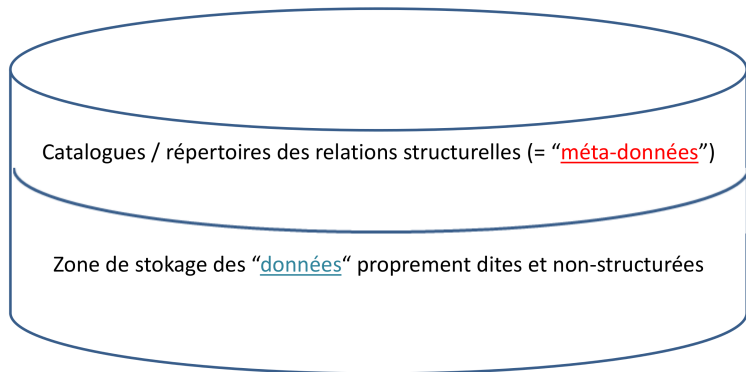 Catalogues / répertoires des relations structurelles (= “méta-données”)
Zone de stokage des “données“ proprement dites et non-structurées